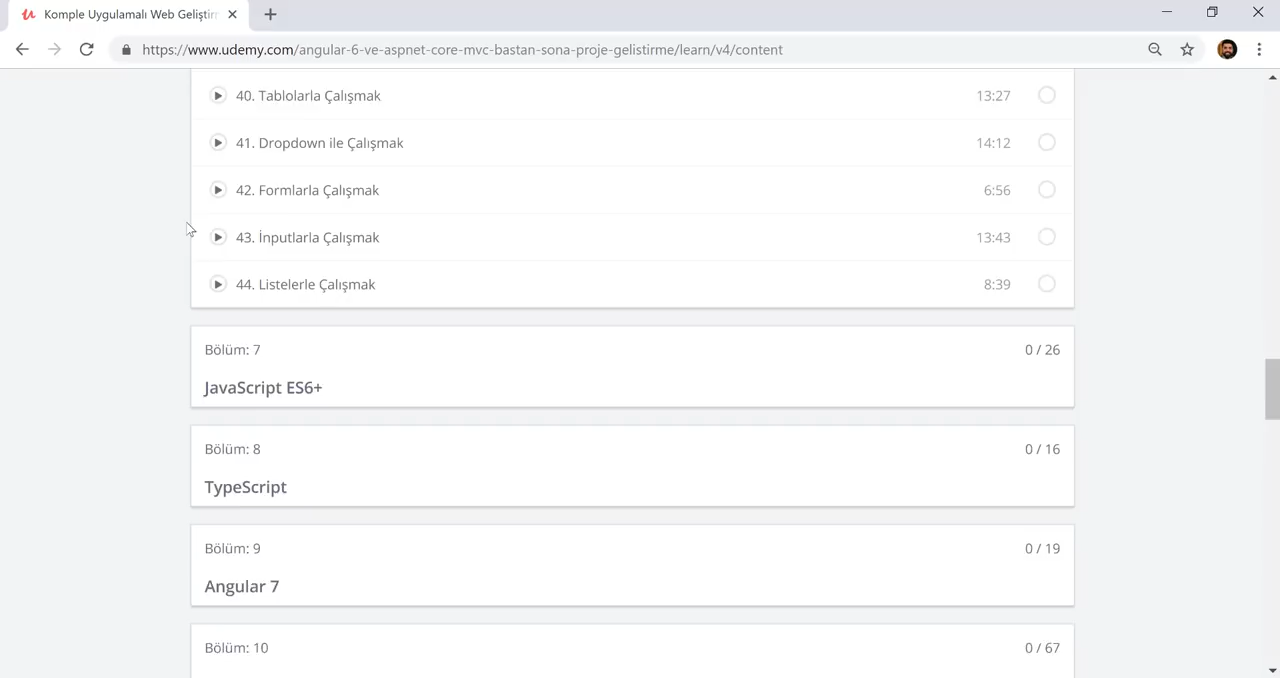 Komple Uygulamalı Web Geliştir
https://www.udemy.com/angular-6-ve-aspnet-core-mvc-bastan-sona-proje-gelistirme/learn/v4/content
40. Tablolarla Çalışmak 13:27
41. Dropdown ile Çalışmak 14:12
42. Formlarla Çalışmak 6:56
43. İnputlarla Çalışmak 13:43
44. Listelerle Çalışmak 8:39
Bölüm: 7 0 / 26
JavaScript ES6+
Bölüm: 8 0 / 16
TypeScript
Bölüm: 9 0 / 19
Angular 7
Bölüm: 10 0 / 67